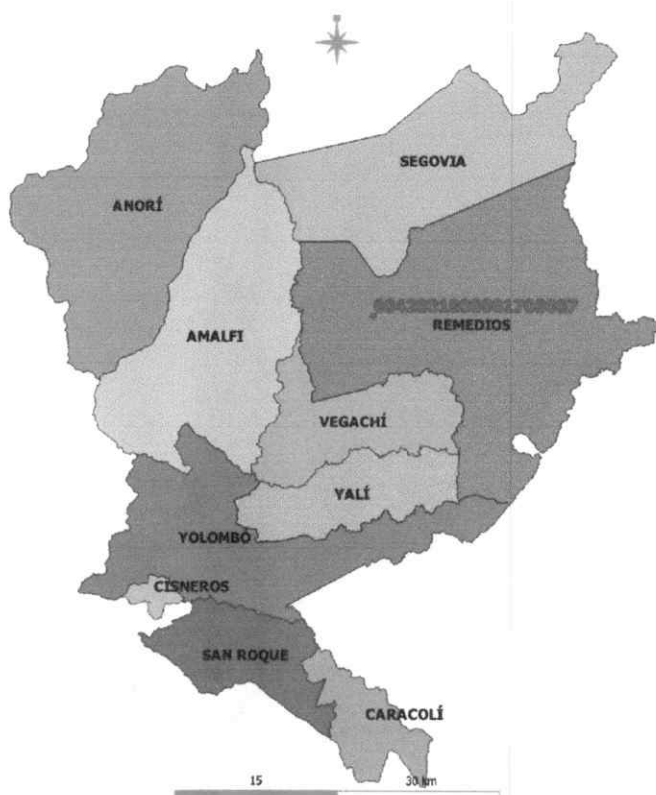 SEGOVIA
ANORÍ
REMEDIOS
AMALFI
VEGACHÍ
YALÍ
YOLOMBÓ
CISNEROS
SAN ROQUE
CARACOLÍ
15 30 km